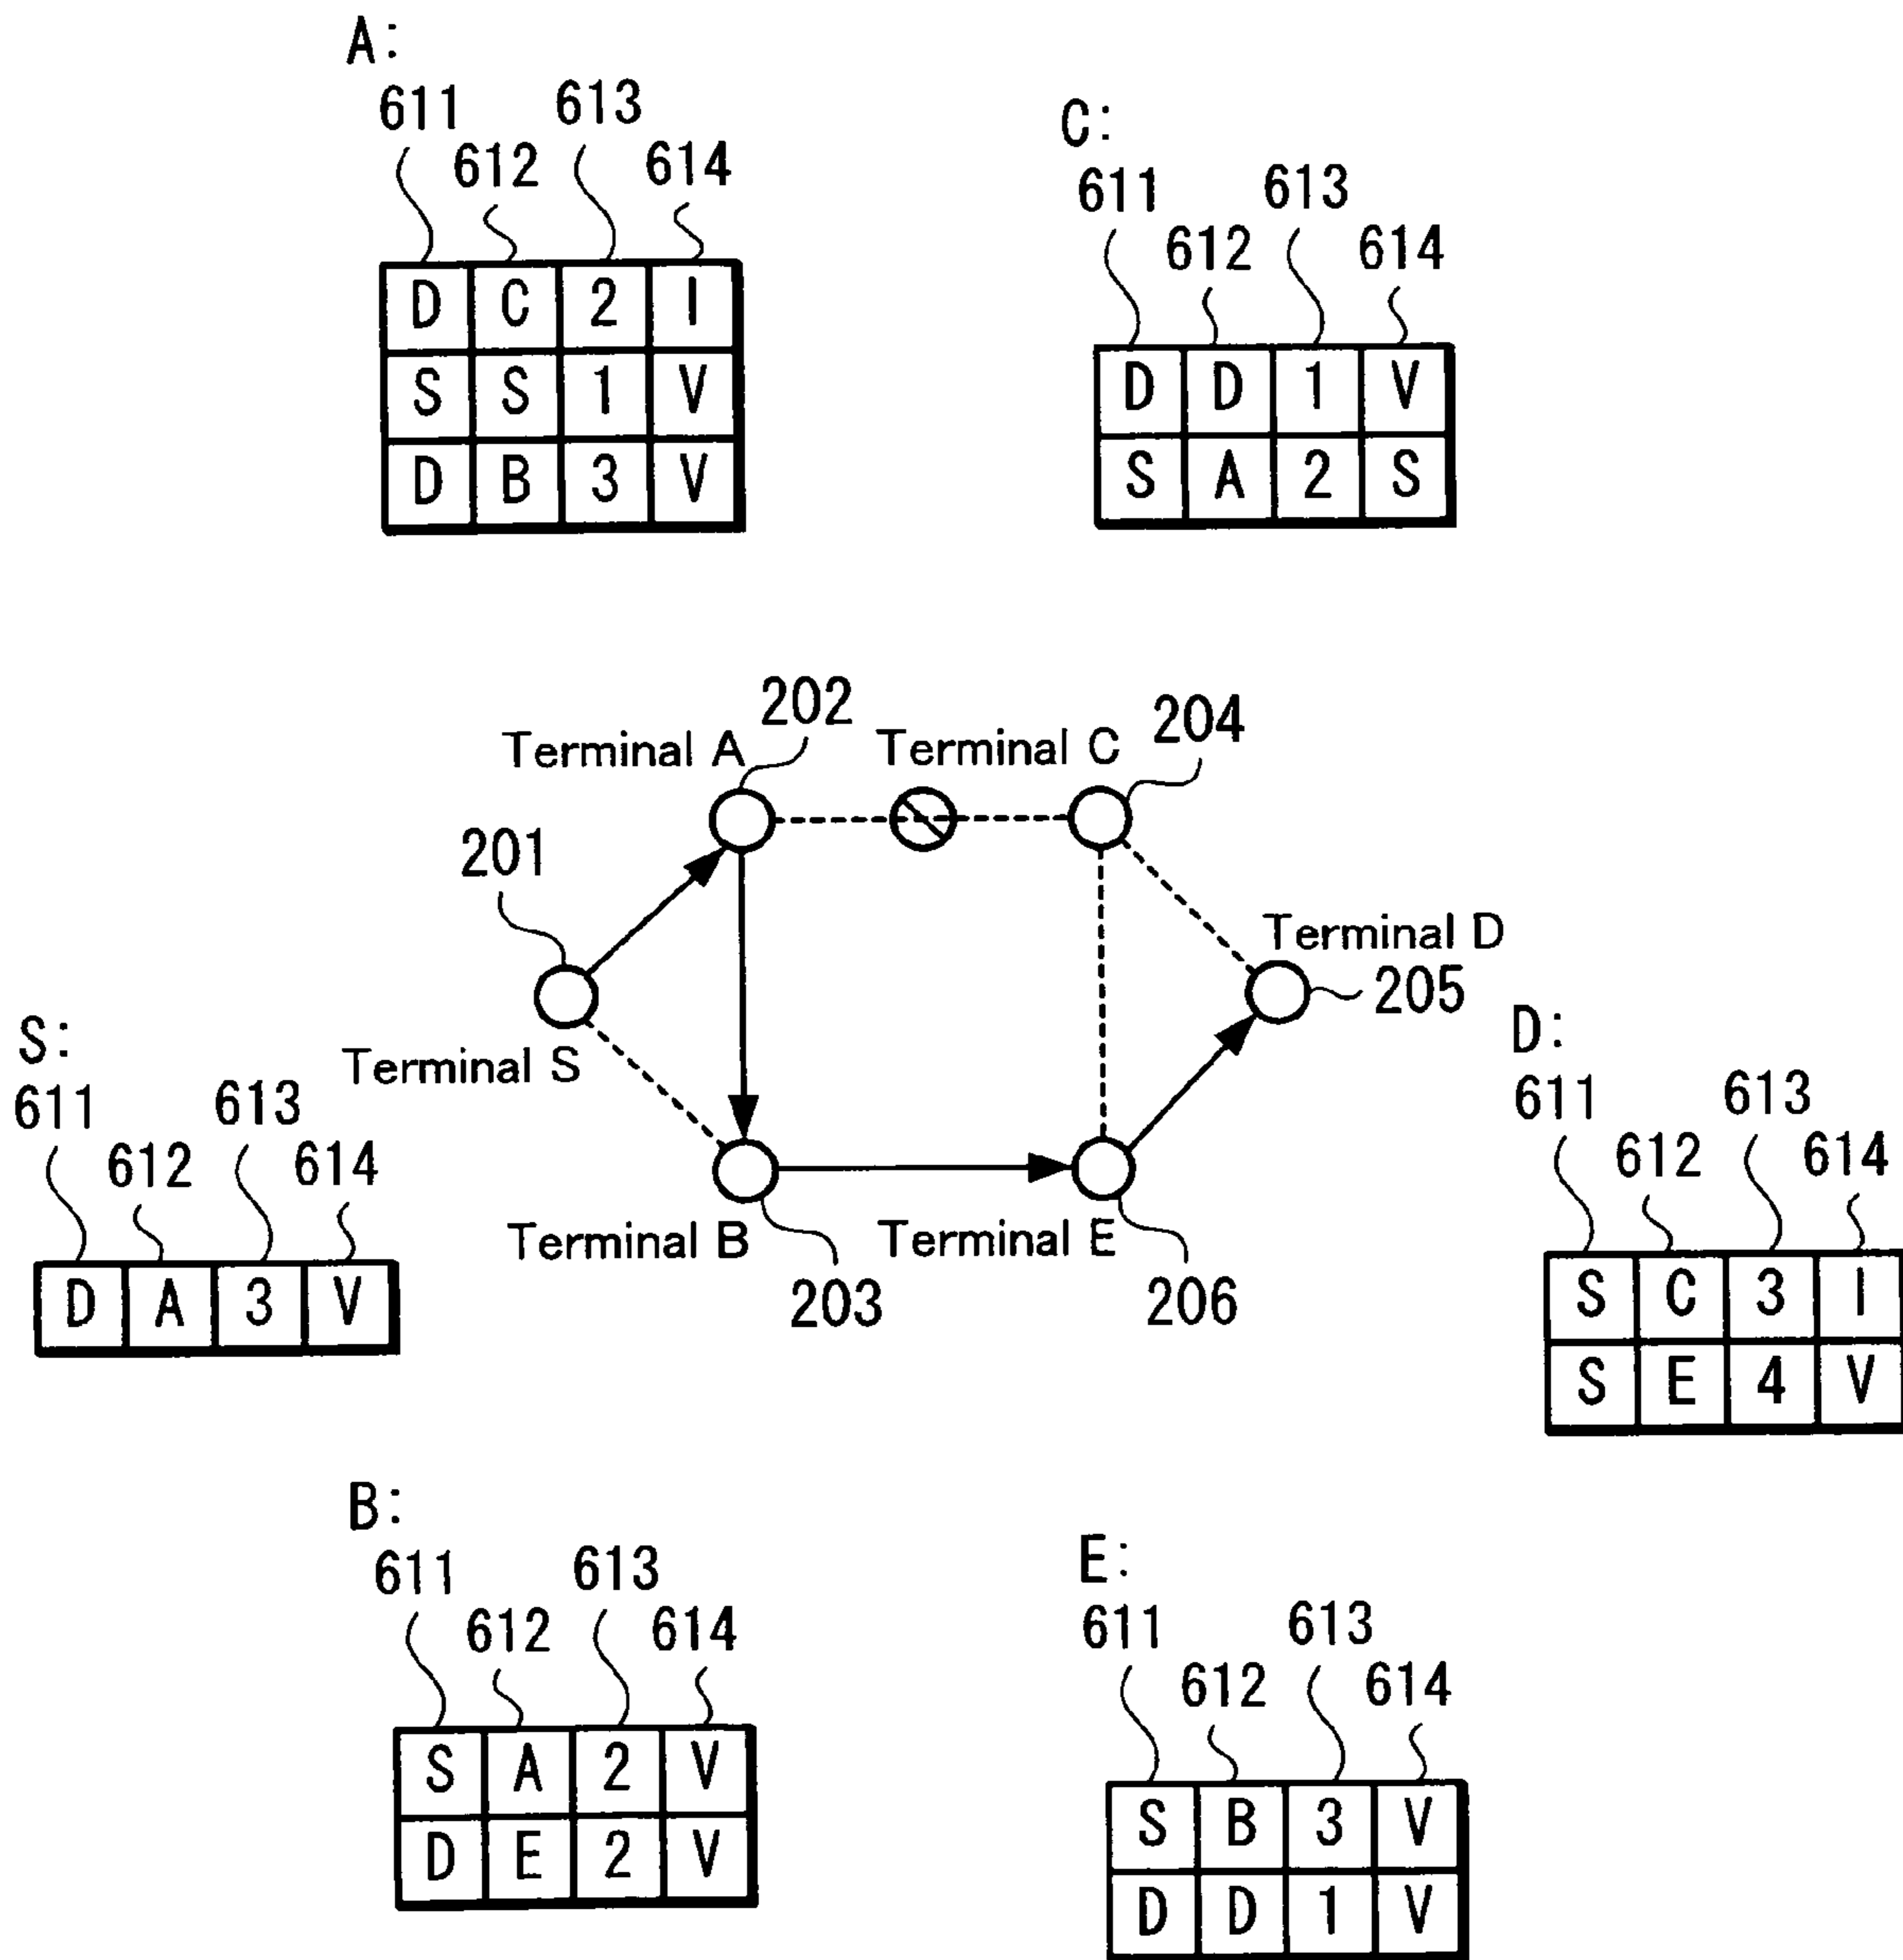 A:
611 612 613 614
D C 2 I
S S 1 V
D B 3 V
C:
611 612 613 614
D D 1 V
S A 2 S
202
Terminal A
Terminal C
204
201
Terminal S
Terminal D
205
Terminal B
203
Terminal E
206
S:
611 612 613 614
D A 3 V
D:
611 612 613 614
S C 3 I
S E 4 V
B:
611 612 613 614
S A 2 V
D E 2 V
E:
611 612 613 614
S B 3 V
D D 1 V